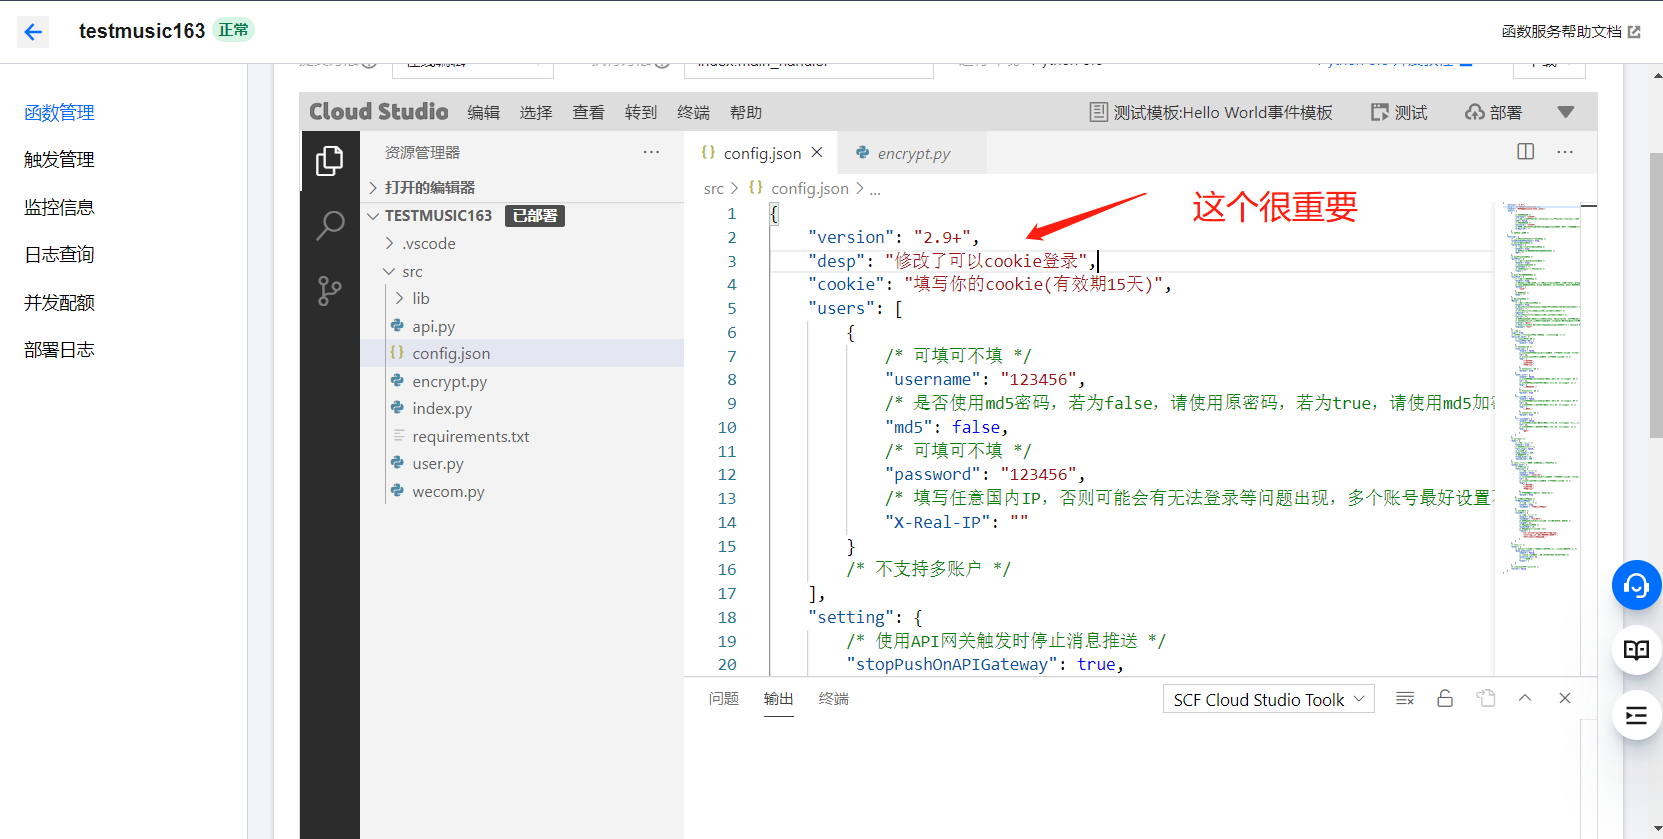 testmusic163 正常
函数服务帮助文档
函数管理
触发管理
监控信息
日志查询
并发配额
部署日志
Cloud Studio 编辑 选择 查看 转到 终端 帮助
测试模板:Hello World事件模板 测试 部署
资源管理器
打开的编辑器
TESTMUSIC163 已部署
.vscode
src
lib
api.py
config.json
encrypt.py
index.py
requirements.txt
user.py
wecom.py
config.json encrypt.py
src > {} config.json > ...
这个很重要
1 {
2 "version": "2.9+",
3 "desp": "修改了可以cookie登录",
4 "cookie": "填写你的cookie(有效期15天)",
5 "users": [
6 {
7 /* 可填可不填 */
8 "username": "123456",
9 /* 是否使用md5密码，若为false，请使用原密码，若为true，请使用md5加
10 "md5": false,
11 /* 可填可不填 */
12 "password": "123456",
13 /* 填写任意国内IP，否则可能会有无法登录等问题出现，多个账号最好设置
14 "X-Real-IP": ""
15 }
16 /* 不支持多账户 */
17 ],
18 "setting": {
19 /* 使用API网关触发时停止消息推送 */
20 "stopPushOnAPIGateway": true,
问题 输出 终端
SCF Cloud Studio Toolk